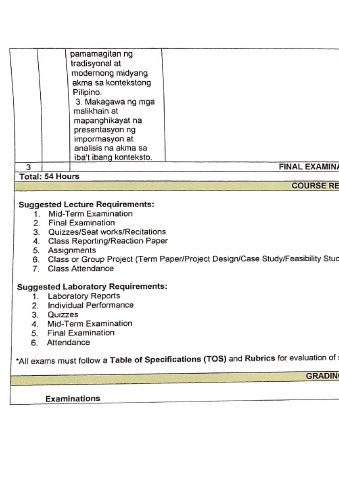 pamamagitan ng
tradisyonal at
modernong midyang
akma sa kontekstong
Pilipino.
3. Makagawa ng mga
malikhain at
mapanghikayat na
presentasyon ng
impormasyon at
analisis na akma sa
iba't ibang konteksto.
3 FINAL EXAMINA
Total: 54 Hours
COURSE RE
Suggested Lecture Requirements:
1. Mid-Term Examination
2. Final Examination
3. Quizzes/Seat works/Recitations
4. Class Reporting/Reaction Paper
5. Assignments
6. Class or Group Project (Term Paper/Project Design/Case Study/Feasibility Stud
7. Class Attendance
Suggested Laboratory Requirements:
1. Laboratory Reports
2. Individual Performance
3. Quizzes
4. Mid-Term Examination
5. Final Examination
6. Attendance
*All exams must follow a Table of Specifications (TOS) and Rubrics for evaluation of
GRADING
Examinations